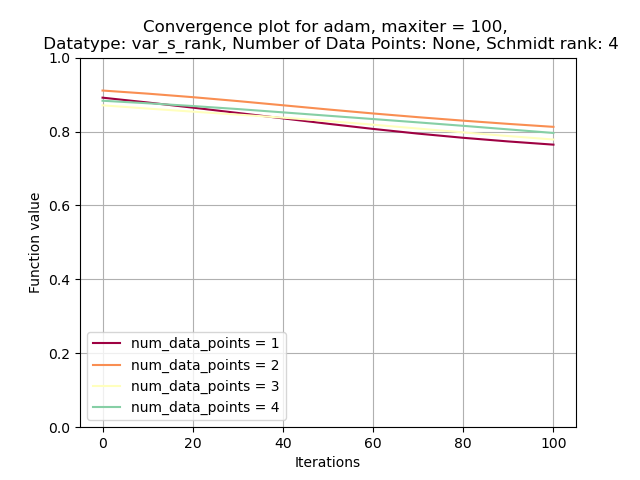 Convergence plot for adam, maxiter = 100,
Datatype: var_s_rank, Number of Data Points: None, Schmidt rank: 4
1.0
0.8
0.6
0.4
0.2
0.0
Function value
num_data_points = 1
num_data_points = 2
num_data_points = 3
num_data_points = 4
0 20 40 60 80 100
Iterations